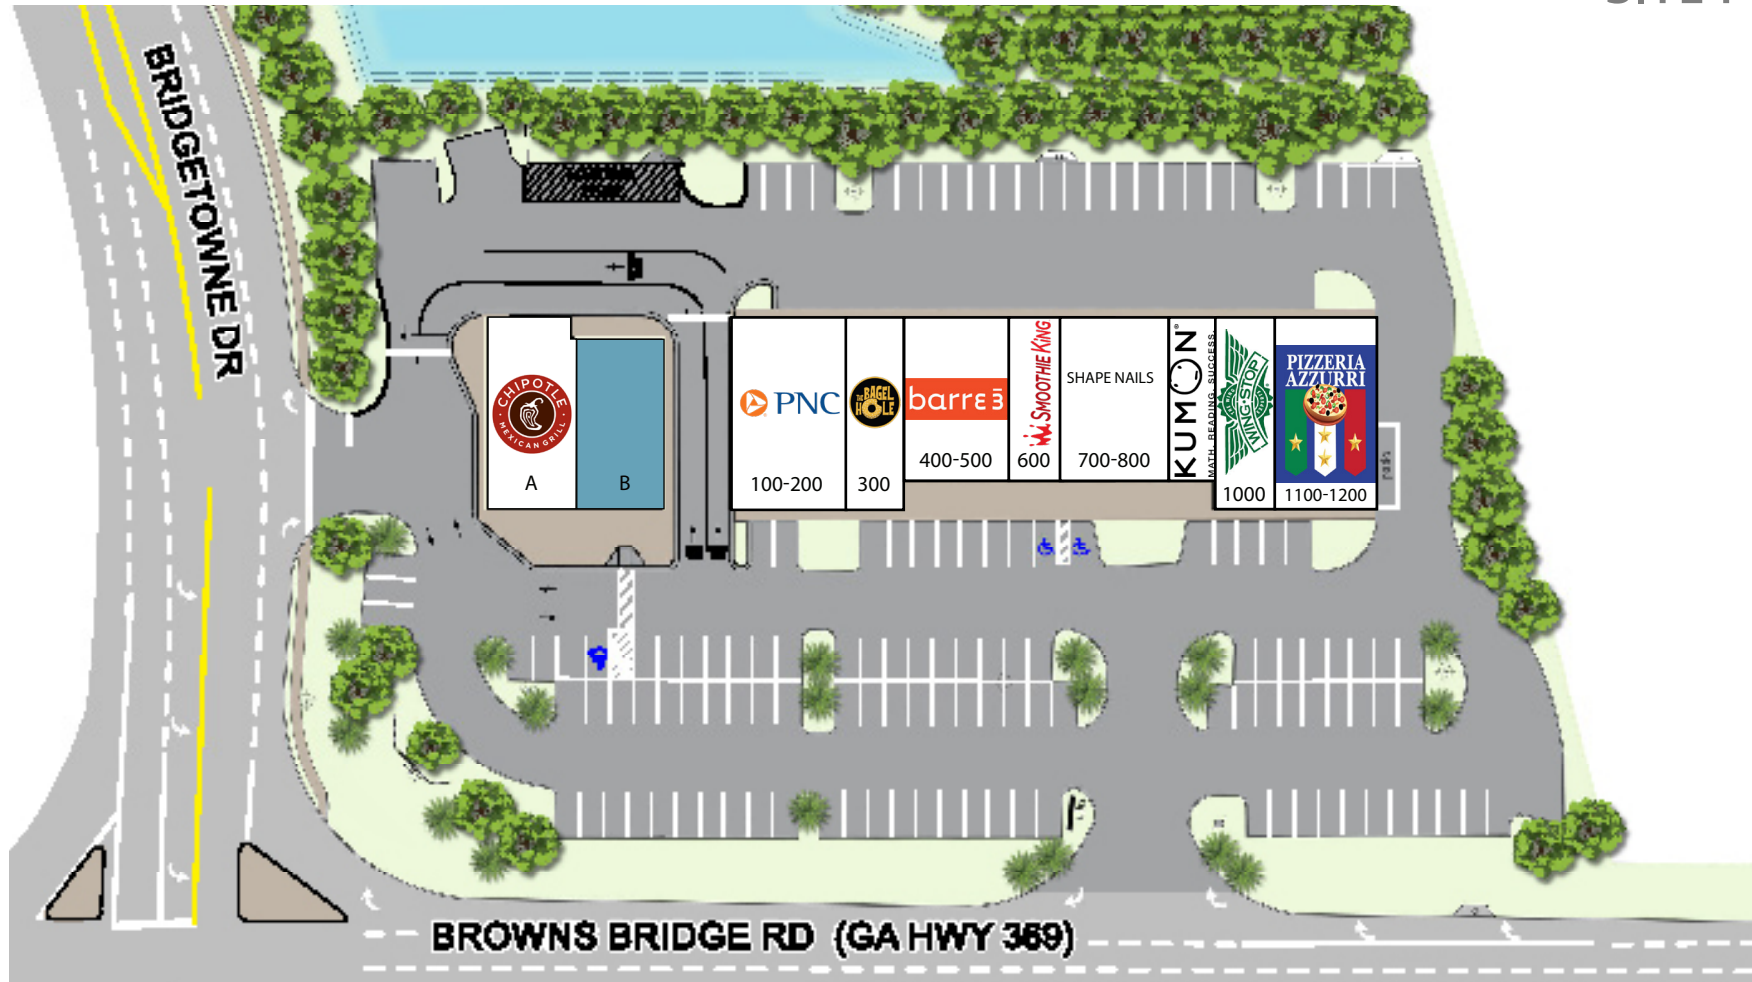 BRIDGETOWNE DR
CHIPOTLE
MEXICAN GRILL
A
B
PNC
100-200
THE BAGEL
HOLE
300
barre3
400-500
SMOOTHIE KING
600
SHAPE NAILS
700-800
KUMON
MATH. READING. SUCCESS.
WING·STOP
1000
PIZZERIA
AZZURRI
1100-1200
BROWNS BRIDGE RD (GA HWY 369)